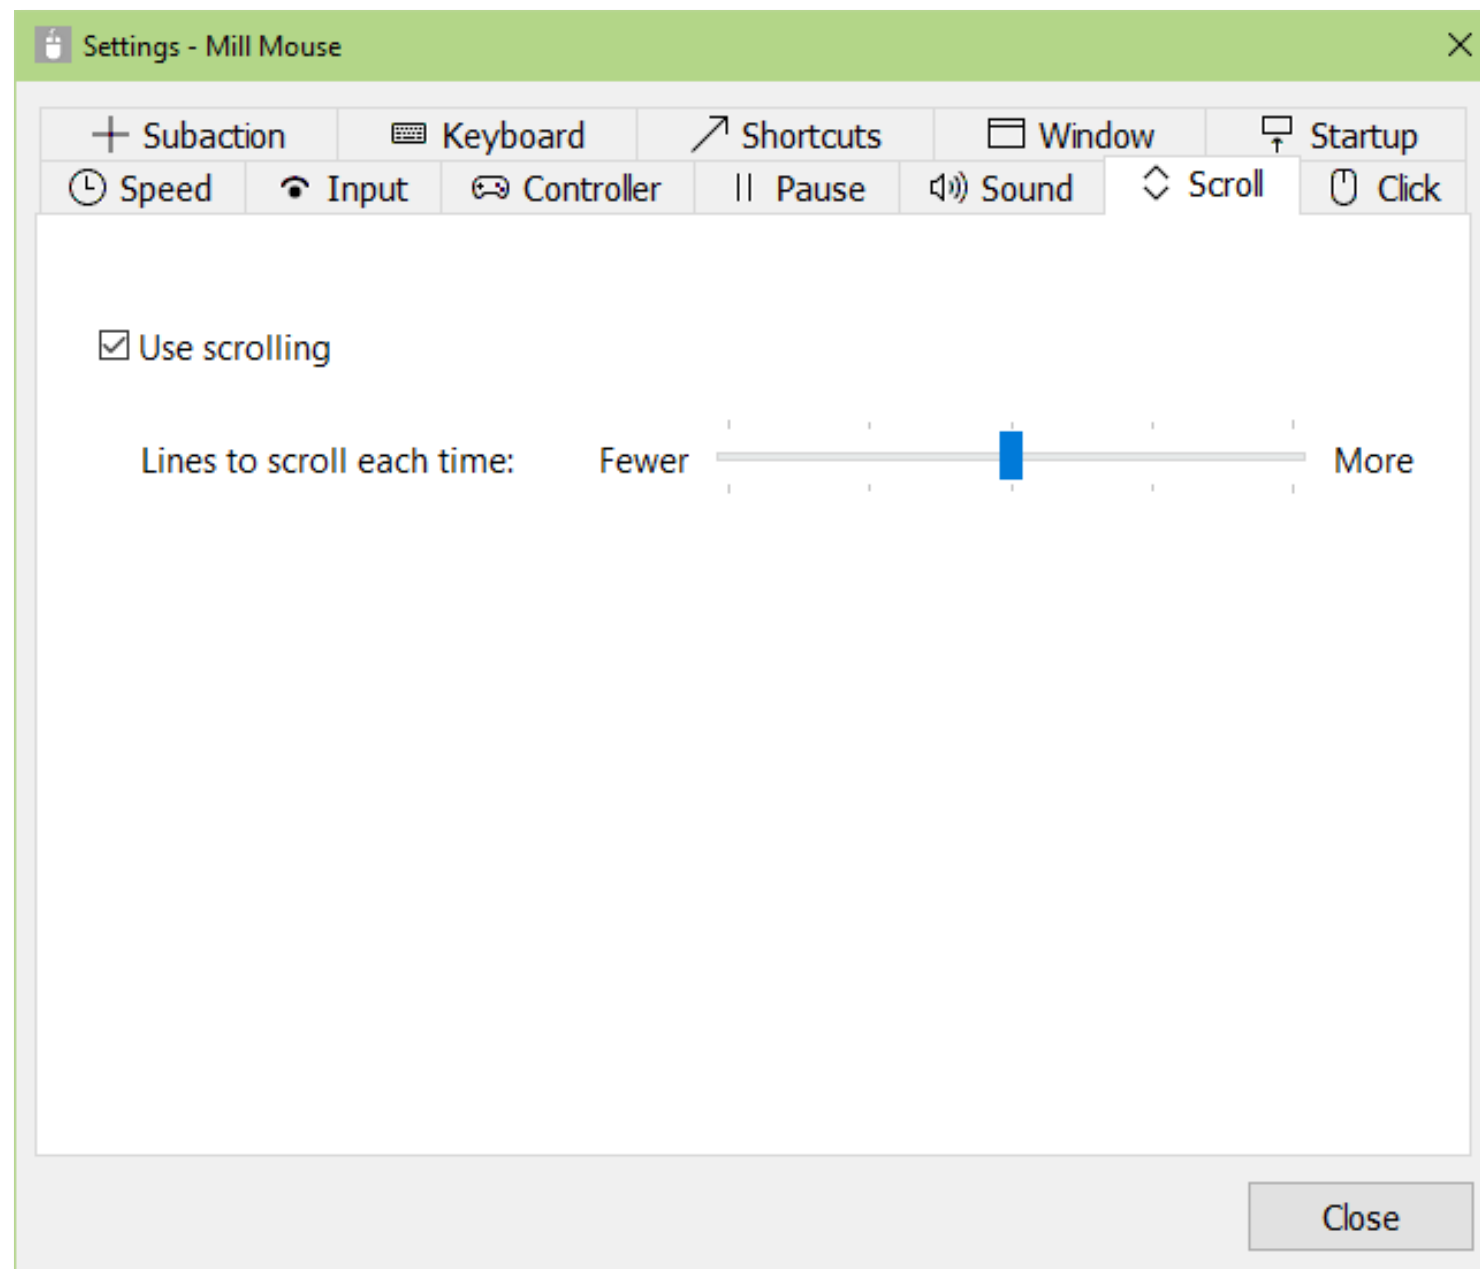 Settings - Mill Mouse
Subaction Keyboard Shortcuts Window Startup
Speed Input Controller Pause Sound Scroll Click
Use scrolling
Lines to scroll each time: Fewer More
Close